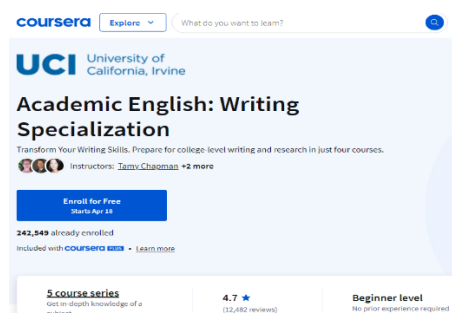 coursera Explore What do you want to learn?
UCI University of
California, Irvine
Academic English: Writing
Specialization
Transform Your Writing Skills. Prepare for college-level writing and research in just four courses.
Instructors: Tamy Chapman +2 more
Enroll for Free
Starts Apr 18
242,549 already enrolled
Included with coursera PLUS • Learn more
5 course series 4.7 ★ Beginner level
Get in-depth knowledge of a (12,482 reviews) No prior experience required
subject